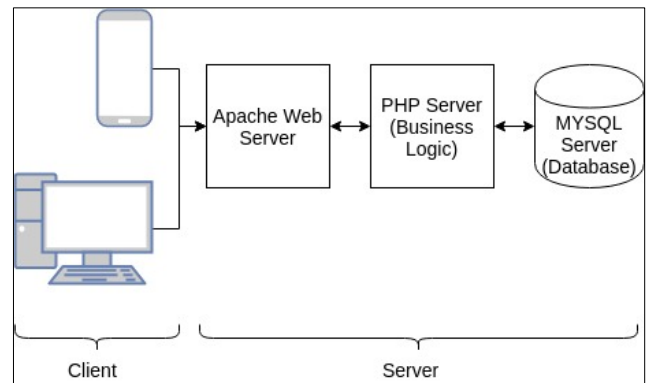 Apache Web
Server
PHP Server
(Business
Logic)
MYSQL
Server
(Database)
Client
Server